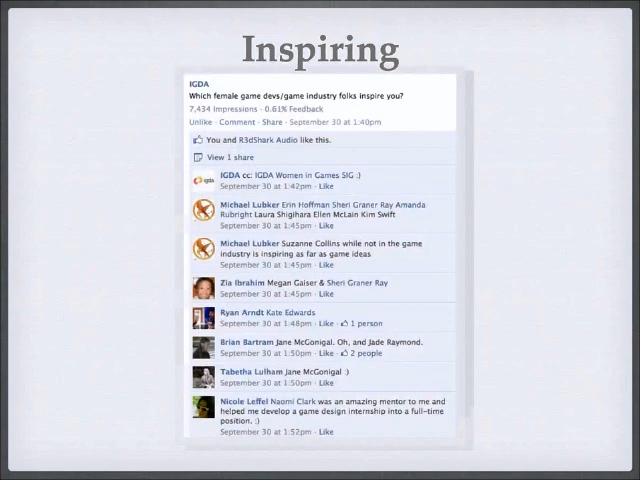 Inspiring
IGDA
Which female game devs/game industry folks inspire you?
7,434 Impressions · 0.61% Feedback
Unlike · Comment · Share · September 30 at 1:40pm
You and R3dShark Audio like this.
View 1 share
igda
IGDA cc: IGDA Women in Games SIG :)
September 30 at 1:42pm · Like
Michael Lubker Erin Hoffman Sheri Graner Ray Amanda
Rubright Laura Shigihara Ellen McLain Kim Swift
September 30 at 1:45pm · Like
Michael Lubker Suzanne Collins while not in the game
industry is inspiring as far as game ideas
September 30 at 1:45pm · Like
Zia Ibrahim Megan Gaiser & Sheri Graner Ray
September 30 at 1:45pm · Like
Ryan Arndt Kate Edwards
September 30 at 1:48pm · Like · 1 person
Brian Bartram Jane McGonigal. Oh, and Jade Raymond.
September 30 at 1:50pm · Like · 2 people
Tabetha Lulham Jane McGonigal :)
September 30 at 1:50pm · Like
Nicole Leffel Naomi Clark was an amazing mentor to me and
helped me develop a game design internship into a full-time
position. :)
September 30 at 1:52pm · Like